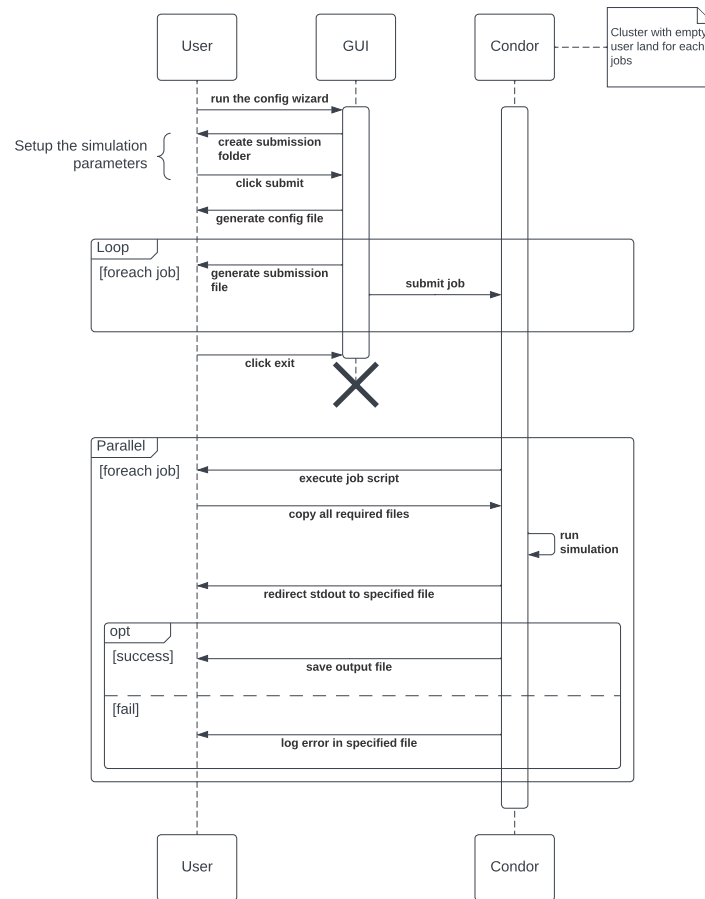 User
GUI
Condor
Cluster with empty
user land for each
jobs
run the config wizard
Setup the simulation
parameters
create submission
folder
click submit
generate config file
Loop
[foreach job]
generate submission
file
submit job
click exit
Parallel
[foreach job]
execute job script
copy all required files
run
simulation
redirect stdout to specified file
opt
[success]
save output file
[fail]
log error in specified file
User
Condor